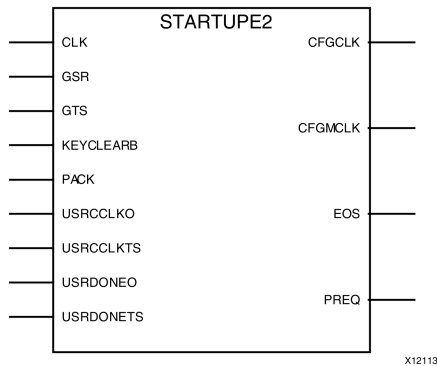 STARTUPE2
CLK
CFGCLK
GSR
GTS
CFGMCLK
KEYCLEARB
PACK
USRCCLKO
EOS
USRCCLKTS
USRDONEO
PREQ
USRDONETS
X12113